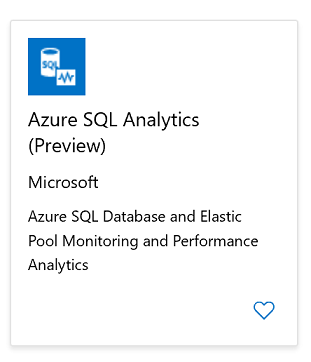 SQL
Azure SQL Analytics
(Preview)
Microsoft
Azure SQL Database and Elastic
Pool Monitoring and Performance
Analytics